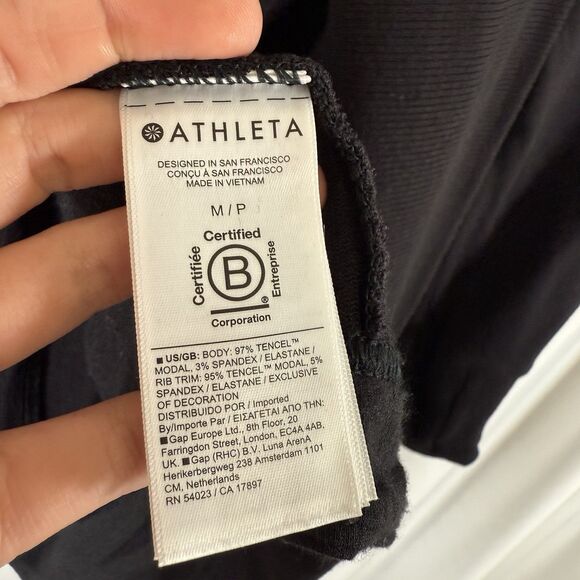 ATHLETA
DESIGNED IN SAN FRANCISCO
CONÇU À SAN FRANCISCO
MADE IN VIETNAM
M / P
Certified
Certifiée
B
®
Entreprise
Corporation
■ US/GB: BODY: 97% TENCEL™
MODAL, 3% SPANDEX / ELASTANE /
RIB TRIM: 95% TENCEL™ MODAL, 5%
SPANDEX / ELASTANE / EXCLUSIVE
OF DECORATION
DISTRIBUIDO POR / Imported
By/Importe Par / ΕΙΣΑΓΕΤΑΙ ΑΠΟ ΤΗΝ:
■Gap Europe Ltd., 8th Floor, 20
Farringdon Street, London, EC4A 4AB,
UK. ■Gap (RHC) B.V. Luna ArenA
Herikerbergweg 238 Amsterdam 1101
CM, Netherlands
RN 54023 / CA 17897